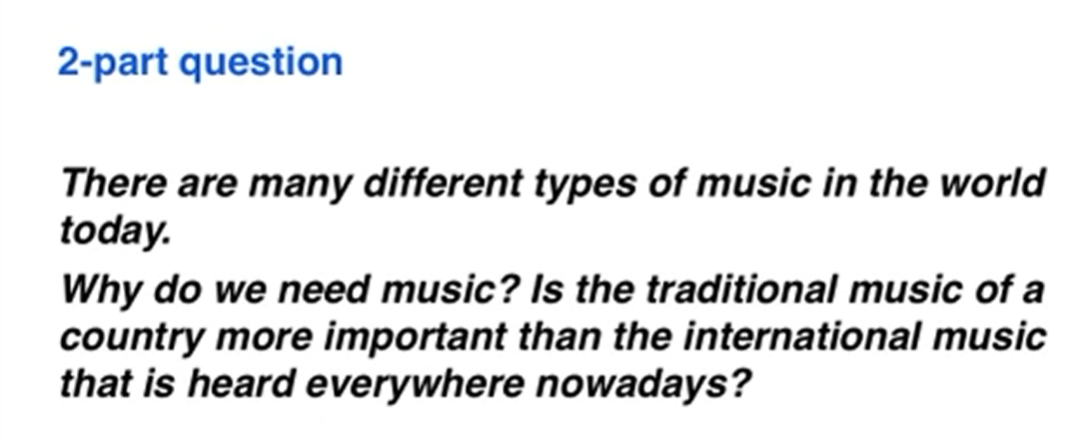 2-part question
There are many different types of music in the world
today.
Why do we need music? Is the traditional music of a
country more important than the international music
that is heard everywhere nowadays?